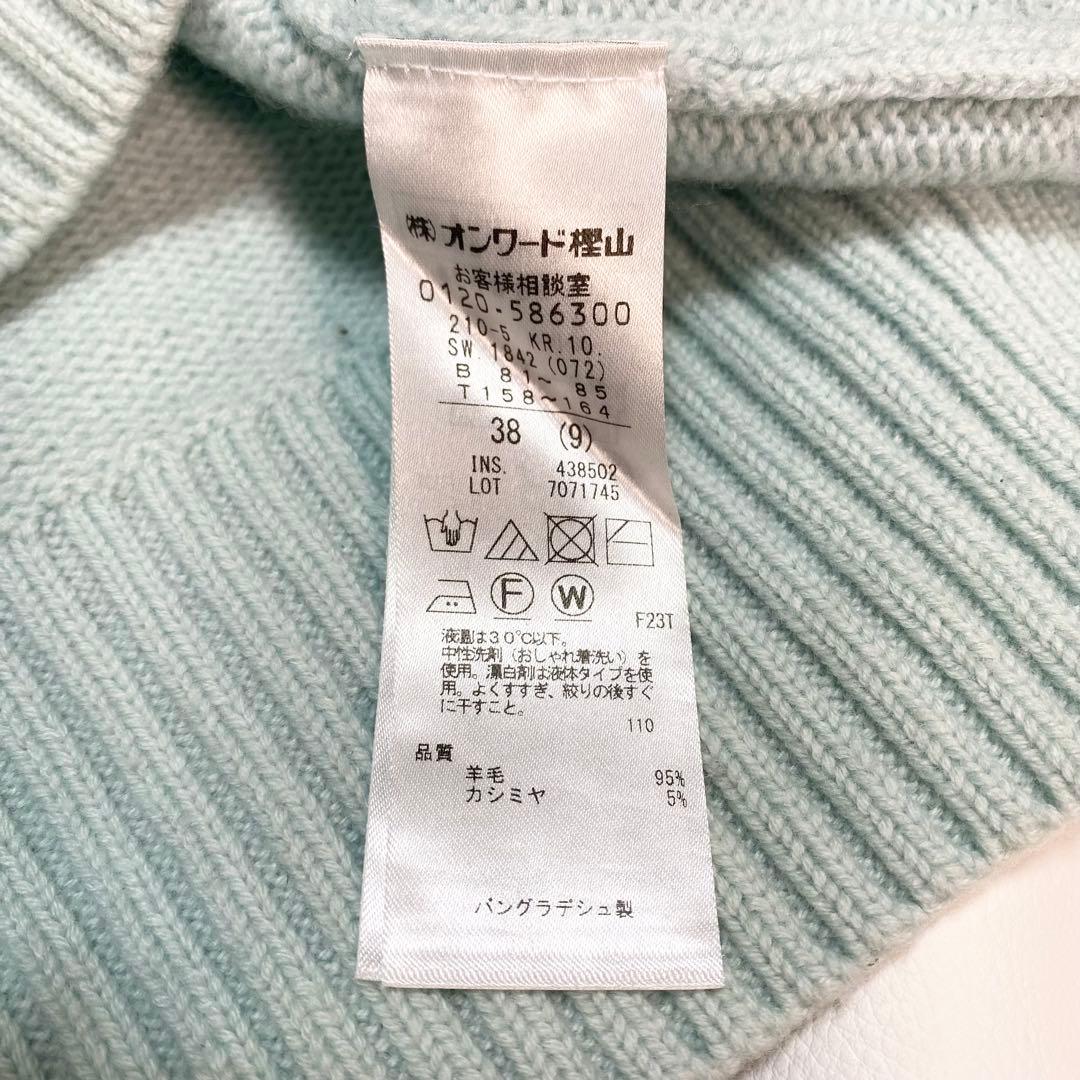 (株)オンワード樫山
お客様相談室
0120-586300
210-5 KR.10.
SW.1842(072)
B 81～ 85
T158～164
38 (9)
INS. 438502
LOT 7071745
F W
F23T
液温は30℃以下。
中性洗剤(おしゃれ着洗い)を
使用。漂白剤は液体タイプを使
用。よくすすぎ、絞りの後すぐ
に干すこと。
110
品質
羊毛 95%
カシミヤ 5%
バングラデシュ製